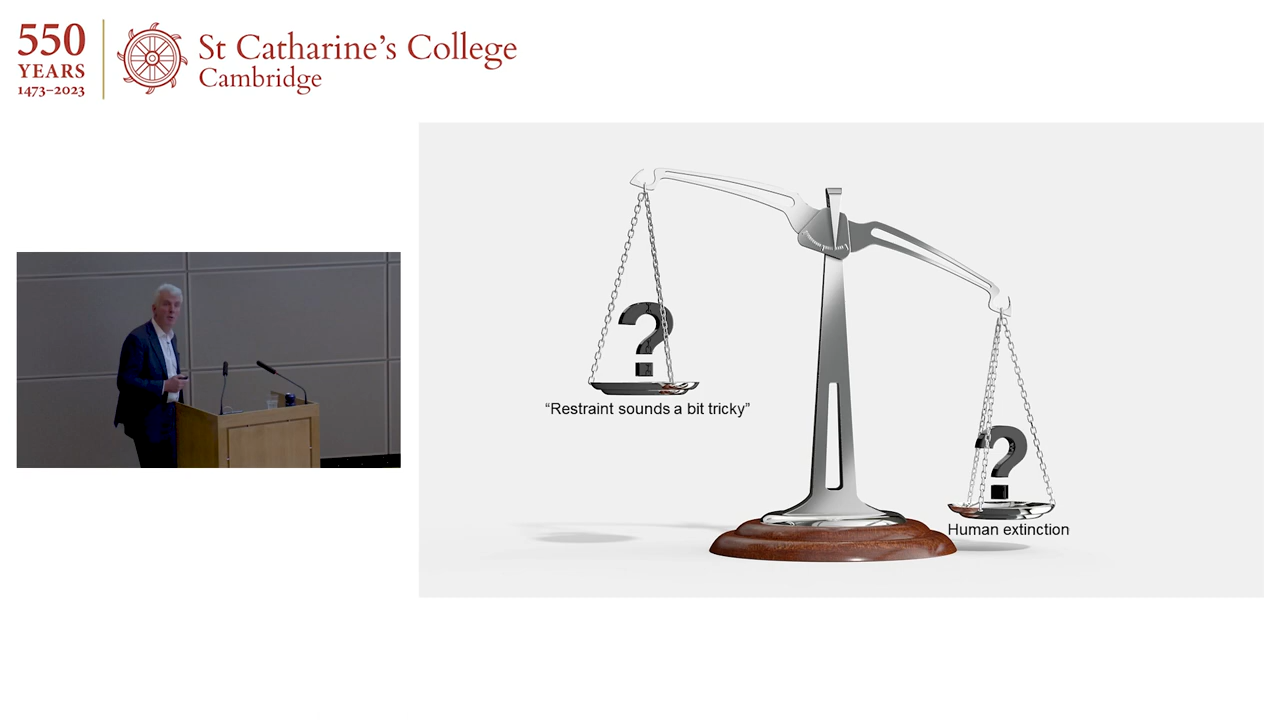 550
YEARS
1473–2023
St Catharine's College
Cambridge
?
"Restraint sounds a bit tricky"
?
Human extinction